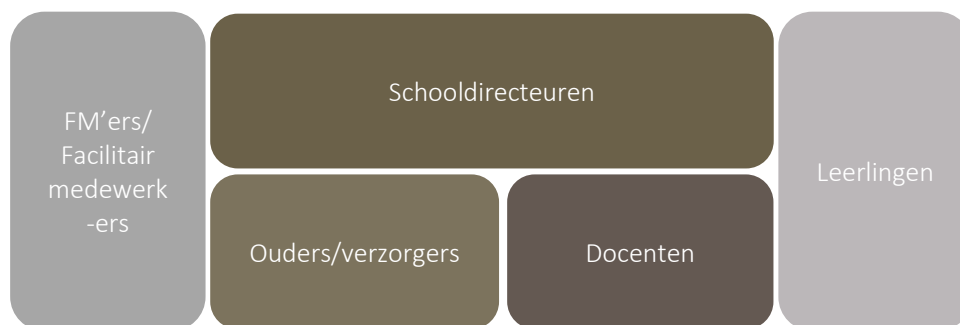 FM’ers/
Facilitair
medewerk
-ers
Schooldirecteuren
Ouders/verzorgers
Docenten
Leerlingen